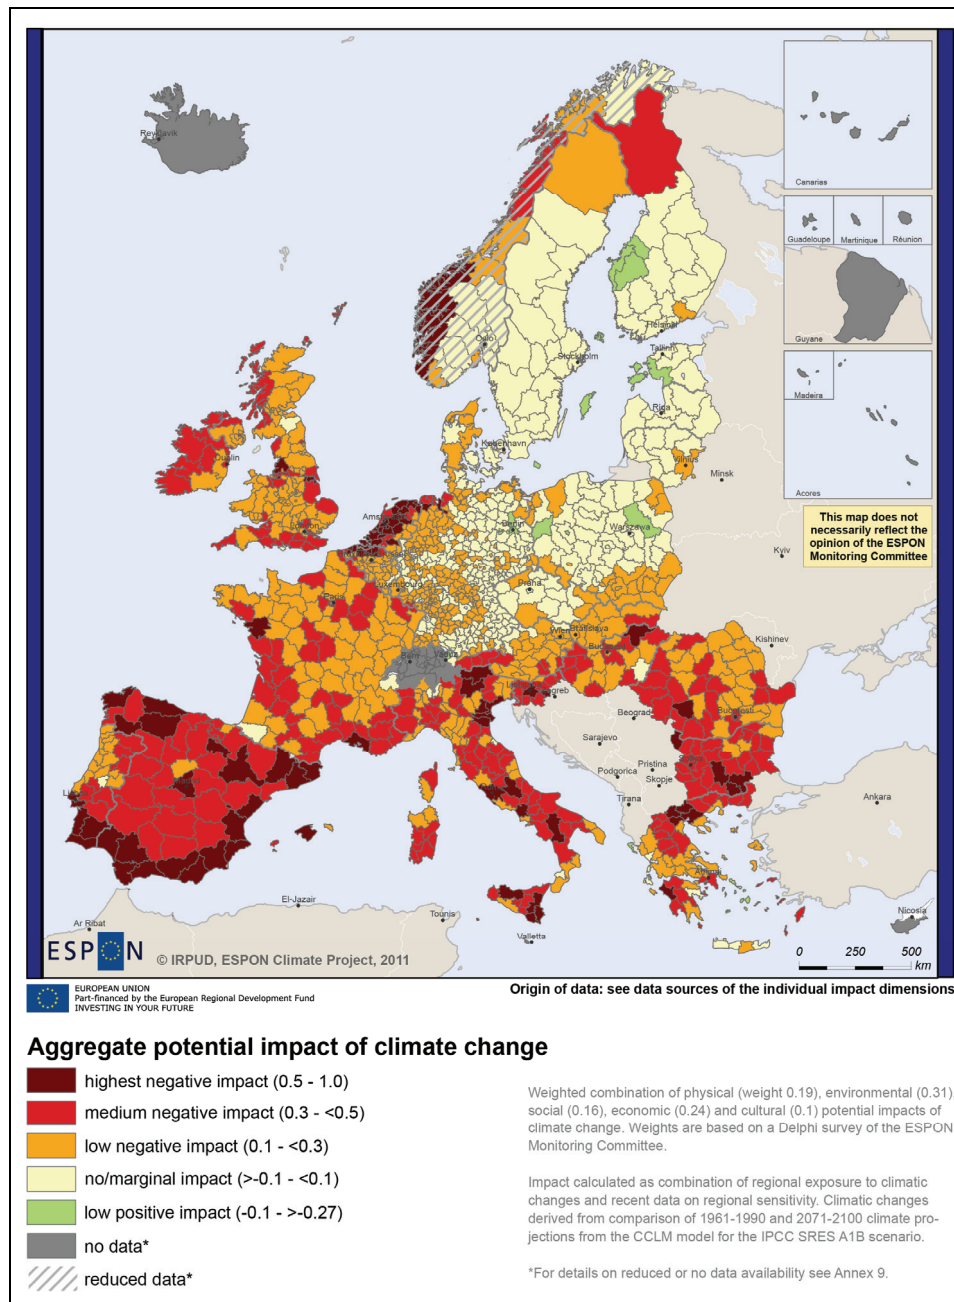 Reykjavik
Canarias
Guadeloupe
Martinique
Réunion
Guyane
Madeira
Acores
Oslo
Helsinki
Tallinn
Stockholm
Riga
København
Vilnius
Minsk
Dublin
London
Amsterdam
Berlin
Warszawa
This map does not
necessarily reflect the
opinion of the ESPON
Monitoring Committee
Kyiv
Luxembourg
Praha
Paris
Wien
Bratislava
Kishinev
Bern
Vaduz
Budapest
Zagreb
Beograd
Bucuresti
Sarajevo
Pristina
Podgorica
Skopje
Tirana
Ankara
Athinai
El-Jazair
Tounis
Ar Ribat
Valletta
Nicosia
ESPON
© IRPUD, ESPON Climate Project, 2011
0 250 500
km
EUROPEAN UNION
Part-financed by the European Regional Development Fund
INVESTING IN YOUR FUTURE
Origin of data: see data sources of the individual impact dimensions
Aggregate potential impact of climate change
highest negative impact (0.5 - 1.0)
medium negative impact (0.3 - <0.5)
low negative impact (0.1 - <0.3)
no/marginal impact (>-0.1 - <0.1)
low positive impact (-0.1 - >-0.27)
no data*
reduced data*
Weighted combination of physical (weight 0.19), environmental (0.31),
social (0.16), economic (0.24) and cultural (0.1) potential impacts of
climate change. Weights are based on a Delphi survey of the ESPON
Monitoring Committee.
Impact calculated as combination of regional exposure to climatic
changes and recent data on regional sensitivity. Climatic changes
derived from comparison of 1961-1990 and 2071-2100 climate pro-
jections from the CCLM model for the IPCC SRES A1B scenario.
*For details on reduced or no data availability see Annex 9.